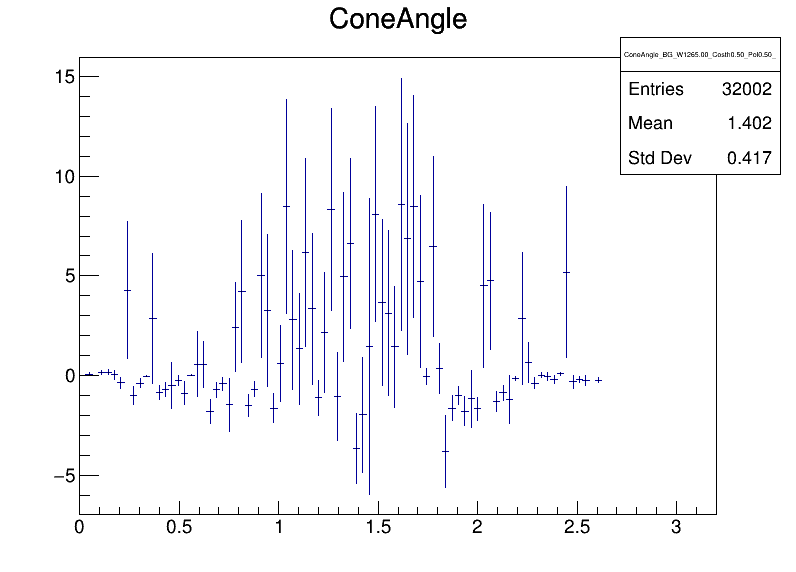 ConeAngle
ConeAngle_BG_W1265.00_Costh0.50_Pol0.50_
Entries 32002
Mean 1.402
Std Dev 0.417
15
10
5
0
−5
0 0.5 1 1.5 2 2.5 3